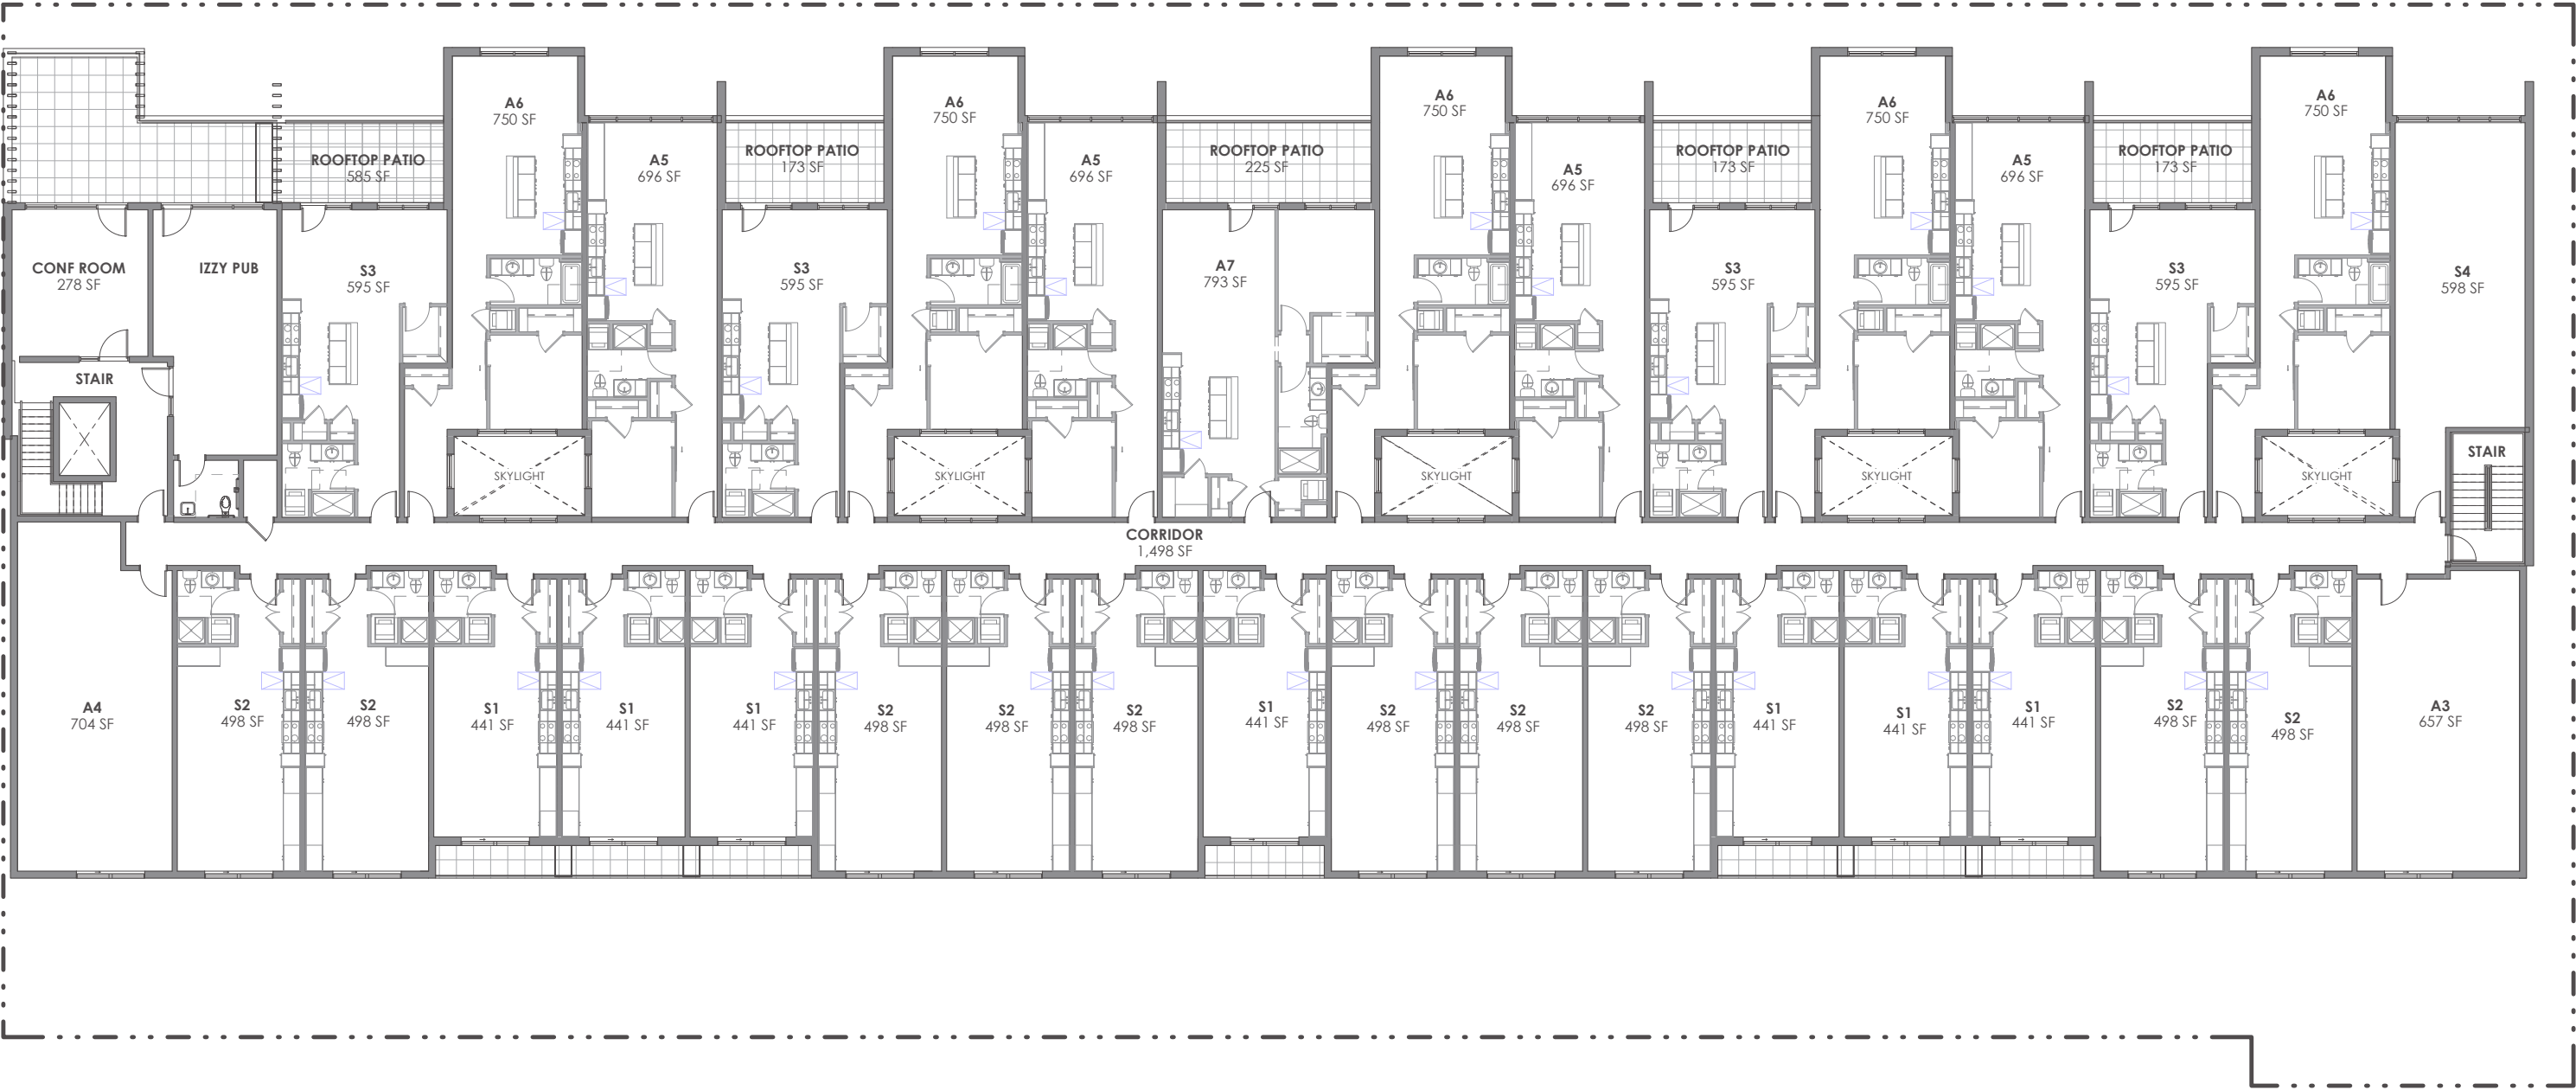 A6
750 SF
A6
750 SF
A6
750 SF
A6
750 SF
A6
750 SF
ROOFTOP PATIO
585 SF
A5
696 SF
ROOFTOP PATIO
173 SF
A5
696 SF
ROOFTOP PATIO
225 SF
A5
696 SF
ROOFTOP PATIO
173 SF
A5
696 SF
ROOFTOP PATIO
173 SF
CONF ROOM
278 SF
IZZY PUB
S3
595 SF
S3
595 SF
A7
793 SF
S3
595 SF
S3
595 SF
S4
598 SF
STAIR
STAIR
SKYLIGHT
SKYLIGHT
SKYLIGHT
SKYLIGHT
SKYLIGHT
CORRIDOR
1,498 SF
A4
704 SF
S2
498 SF
S2
498 SF
S1
441 SF
S1
441 SF
S1
441 SF
S2
498 SF
S2
498 SF
S2
498 SF
S1
441 SF
S2
498 SF
S2
498 SF
S2
498 SF
S1
441 SF
S1
441 SF
S1
441 SF
S2
498 SF
S2
498 SF
A3
657 SF